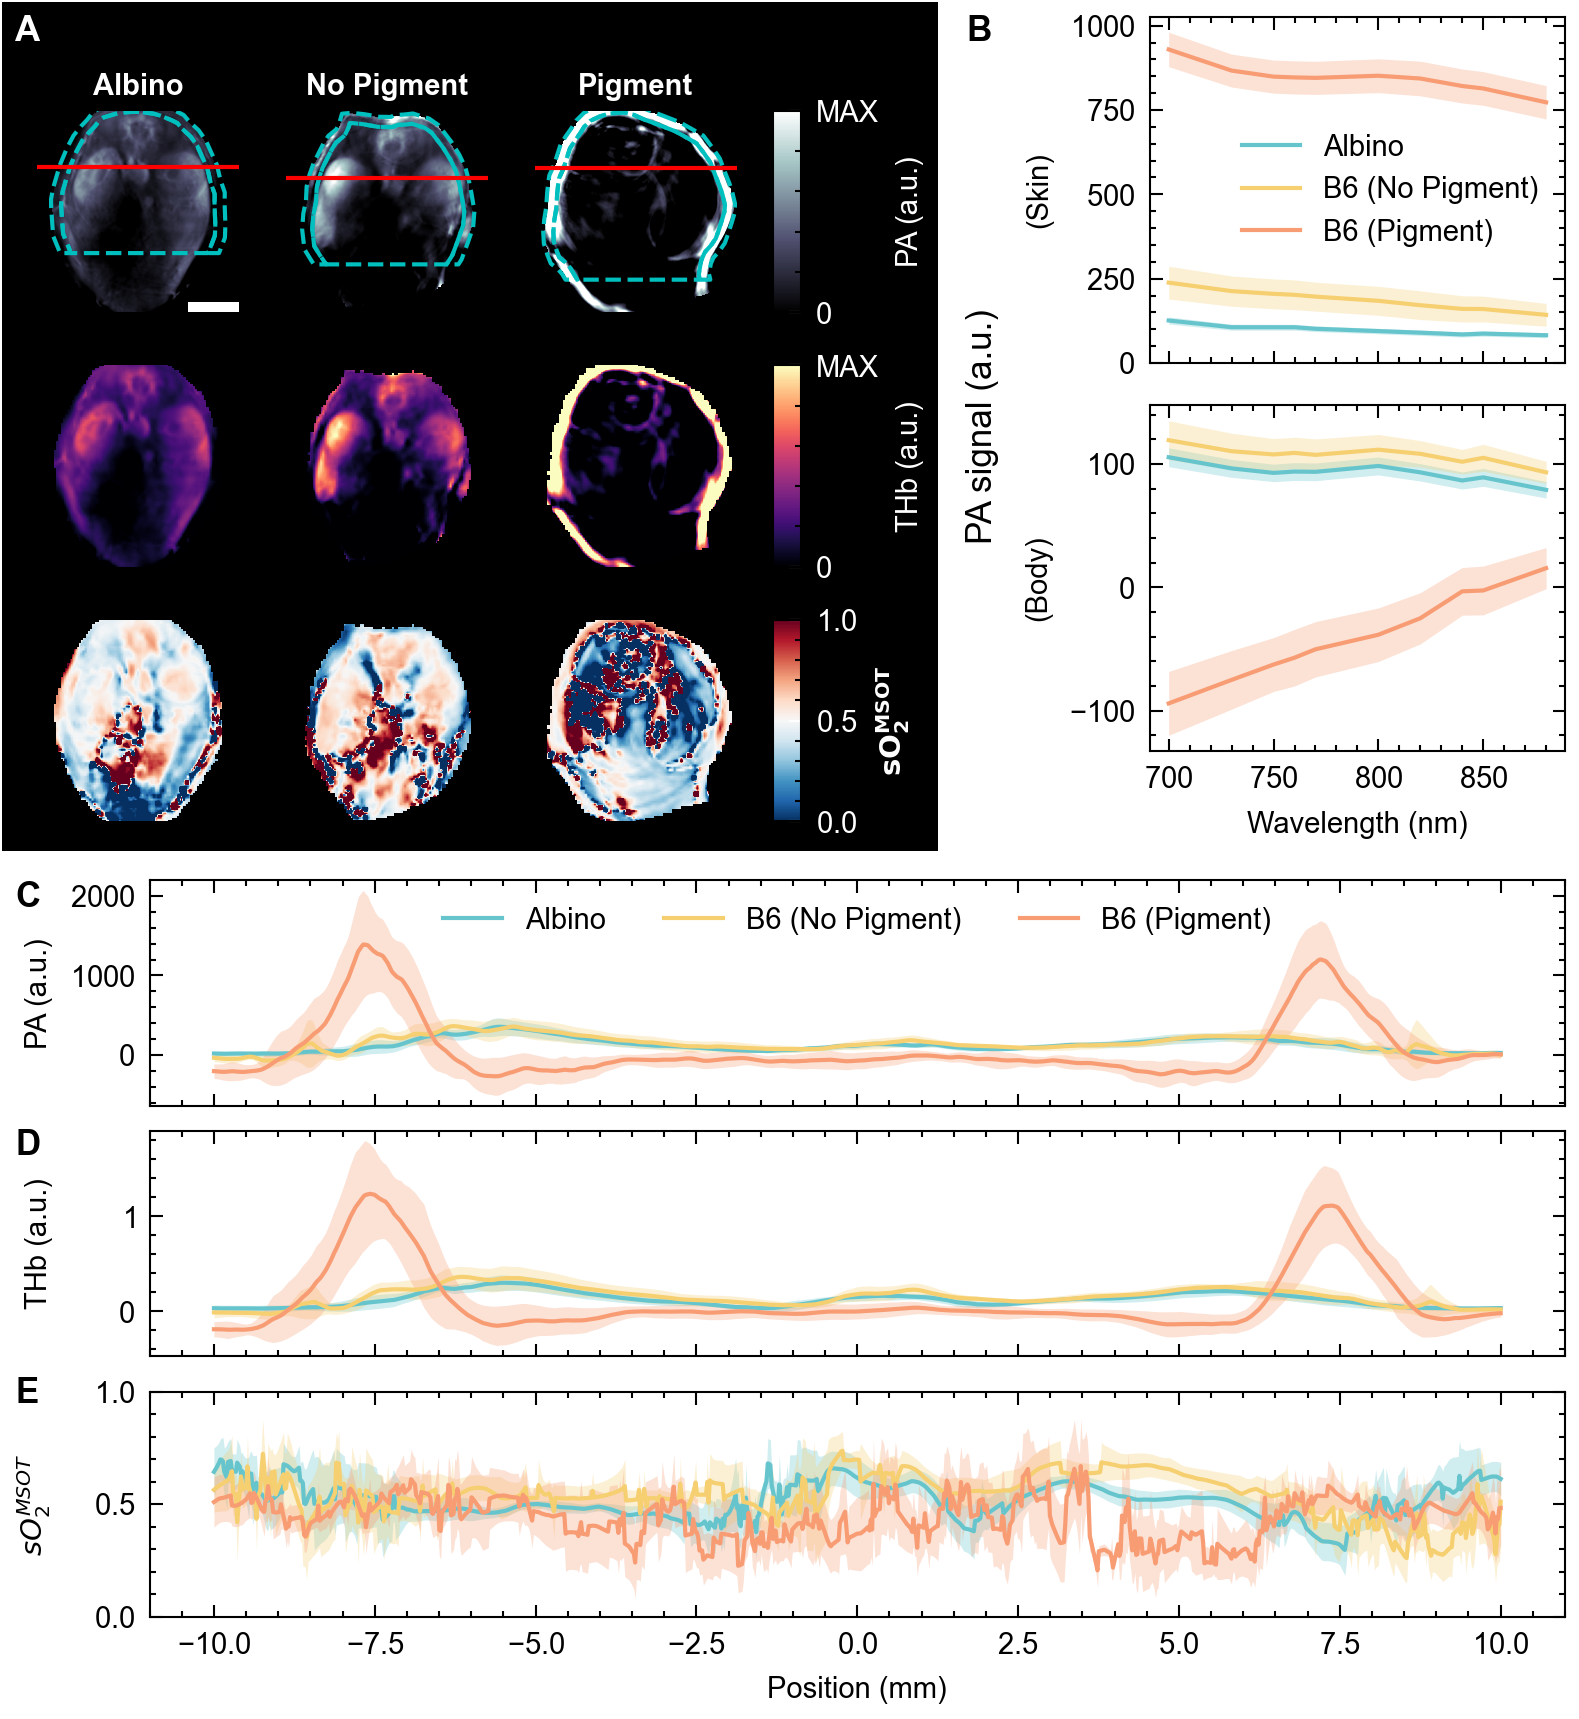 A
Albino
No Pigment
Pigment
MAX
PA (a.u.)
0
MAX
THb (a.u.)
0
1.0
0.5
sO₂ᴹˢᴼᵀ
0.0
B
PA signal (a.u.)
(Skin)
1000
750
500
250
0
Albino
B6 (No Pigment)
B6 (Pigment)
(Body)
100
0
−100
700
750
800
850
Wavelength (nm)
C
PA (a.u.)
2000
1000
0
Albino
B6 (No Pigment)
B6 (Pigment)
D
THb (a.u.)
1
0
E
sO₂ᴹˢᴼᵀ
1.0
0.5
0.0
−10.0
−7.5
−5.0
−2.5
0.0
2.5
5.0
7.5
10.0
Position (mm)